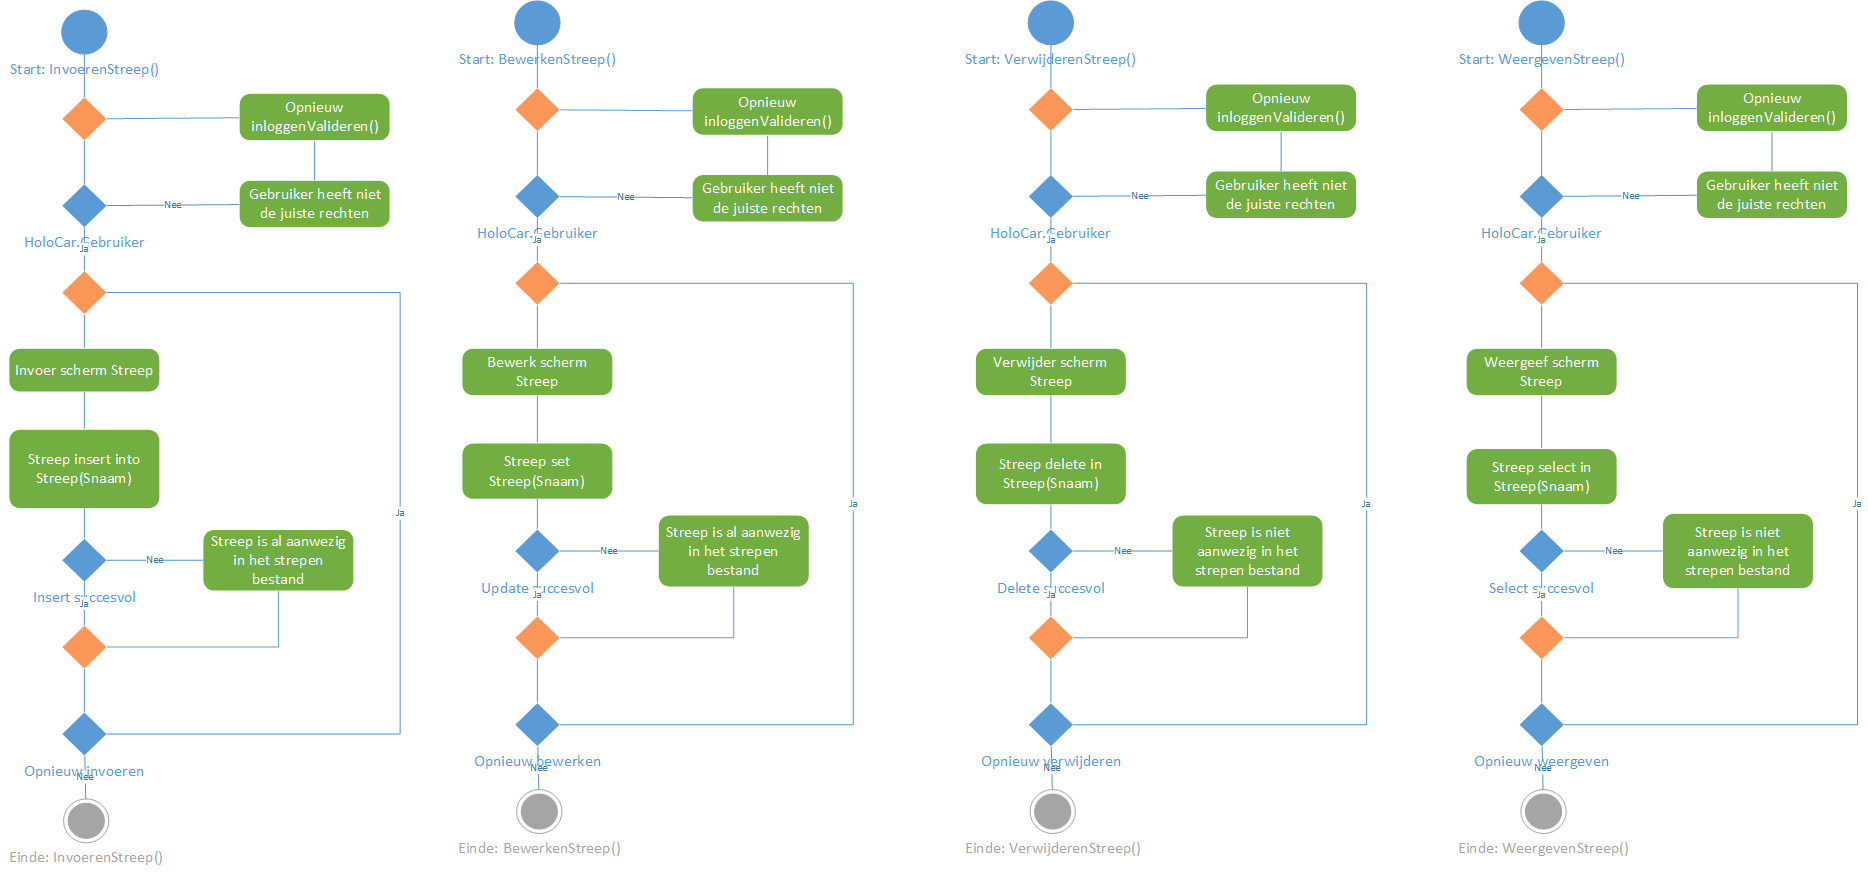 Start: InvoerenStreep()
Opnieuw
inloggenValideren()
Nee
Gebruiker heeft niet
de juiste rechten
HoloCar.Gebruiker
Ja
Invoer scherm Streep
Streep insert into
Streep(Snaam)
Ja
Nee
Streep is al aanwezig
in het strepen
bestand
Insert succesvol
Ja
Opnieuw invoeren
Nee
Einde: InvoerenStreep()
Start: BewerkenStreep()
Opnieuw
inloggenValideren()
Nee
Gebruiker heeft niet
de juiste rechten
HoloCar.Gebruiker
Ja
Bewerk scherm
Streep
Streep set
Streep(Snaam)
Ja
Nee
Streep is al aanwezig
in het strepen
bestand
Update succesvol
Ja
Opnieuw bewerken
Nee
Einde: BewerkenStreep()
Start: VerwijderenStreep()
Opnieuw
inloggenValideren()
Nee
Gebruiker heeft niet
de juiste rechten
HoloCar.Gebruiker
Ja
Verwijder scherm
Streep
Streep delete in
Streep(Snaam)
Ja
Nee
Streep is niet
aanwezig in het
strepen bestand
Delete succesvol
Ja
Opnieuw verwijderen
Nee
Einde: VerwijderenStreep()
Start: WeergevenStreep()
Opnieuw
inloggenValideren()
Nee
Gebruiker heeft niet
de juiste rechten
HoloCar.Gebruiker
Ja
Weergeef scherm
Streep
Streep select in
Streep(Snaam)
Ja
Nee
Streep is niet
aanwezig in het
strepen bestand
Select succesvol
Ja
Opnieuw weergeven
Nee
Einde: WeergevenStreep()